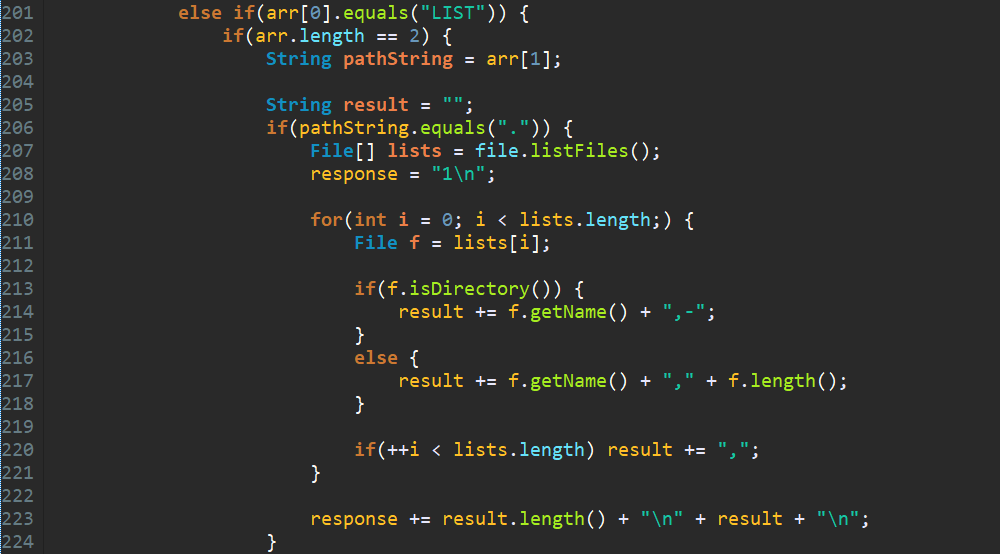 201 else if(arr[0].equals("LIST")) {
202 if(arr.length == 2) {
203 String pathString = arr[1];
204
205 String result = "";
206 if(pathString.equals(".")) {
207 File[] lists = file.listFiles();
208 response = "1\n";
209
210 for(int i = 0; i < lists.length;) {
211 File f = lists[i];
212
213 if(f.isDirectory()) {
214 result += f.getName() + ",-";
215 }
216 else {
217 result += f.getName() + "," + f.length();
218 }
219
220 if(++i < lists.length) result += ",";
221 }
222
223 response += result.length() + "\n" + result + "\n";
224 }